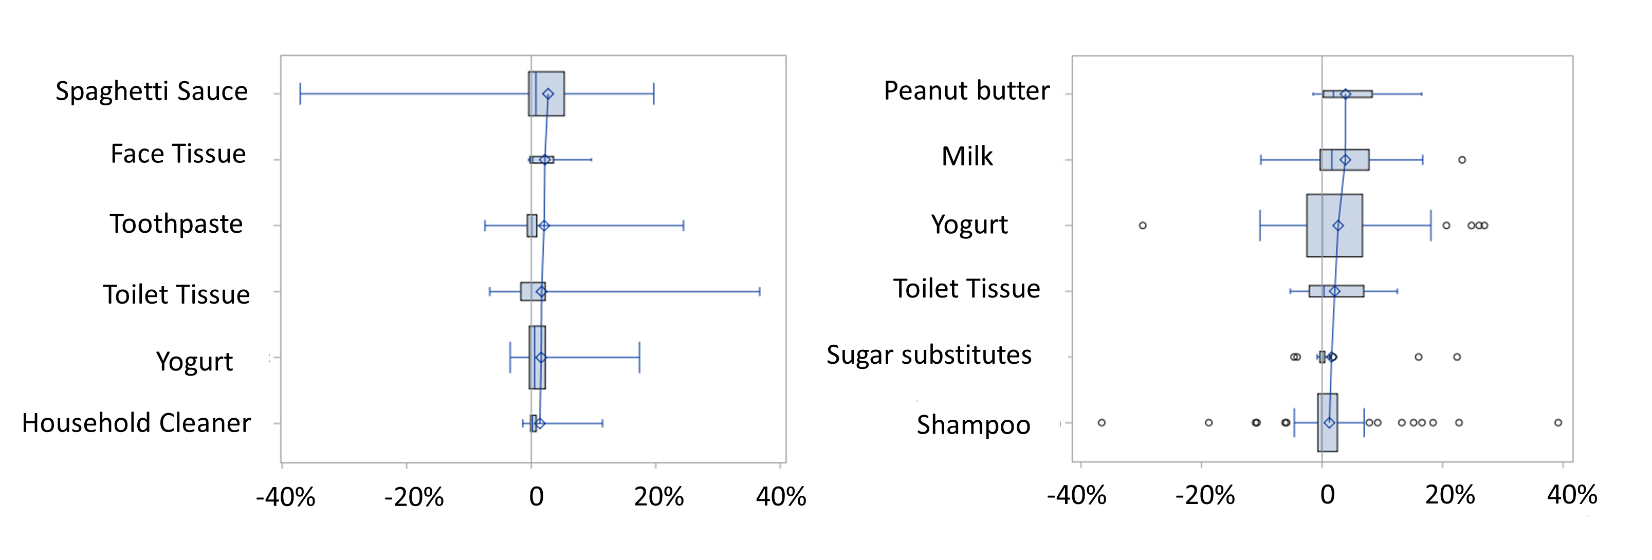 Spaghetti Sauce
Face Tissue
Toothpaste
Toilet Tissue
Yogurt
Household Cleaner
-40% -20% 0 20% 40%
Peanut butter
Milk
Yogurt
Toilet Tissue
Sugar substitutes
Shampoo
-40% -20% 0 20% 40%